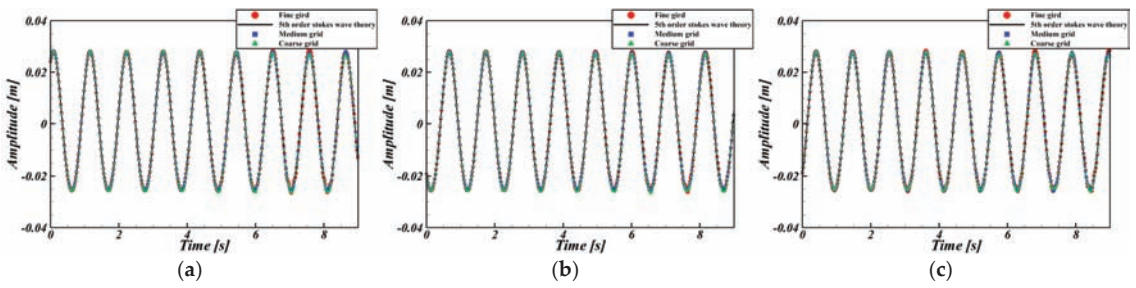 0.04
Fine gird
5th order stokes wave theory
Medium grid
Coarse grid
0.02
Amplitude [m]
0
-0.02
-0.04
0 2 4 6 8
Time [s]
(a)
0.04
Fine gird
5th order stokes wave theory
Medium grid
Coarse grid
0.02
Amplitude [m]
0
-0.02
-0.04
0 2 4 6 8
Time [s]
(b)
0.04
Fine gird
5th order stokes wave theory
Medium grid
Coarse grid
0.02
Amplitude [m]
0
-0.02
-0.04
0 2 4 6 8
Time [s]
(c)